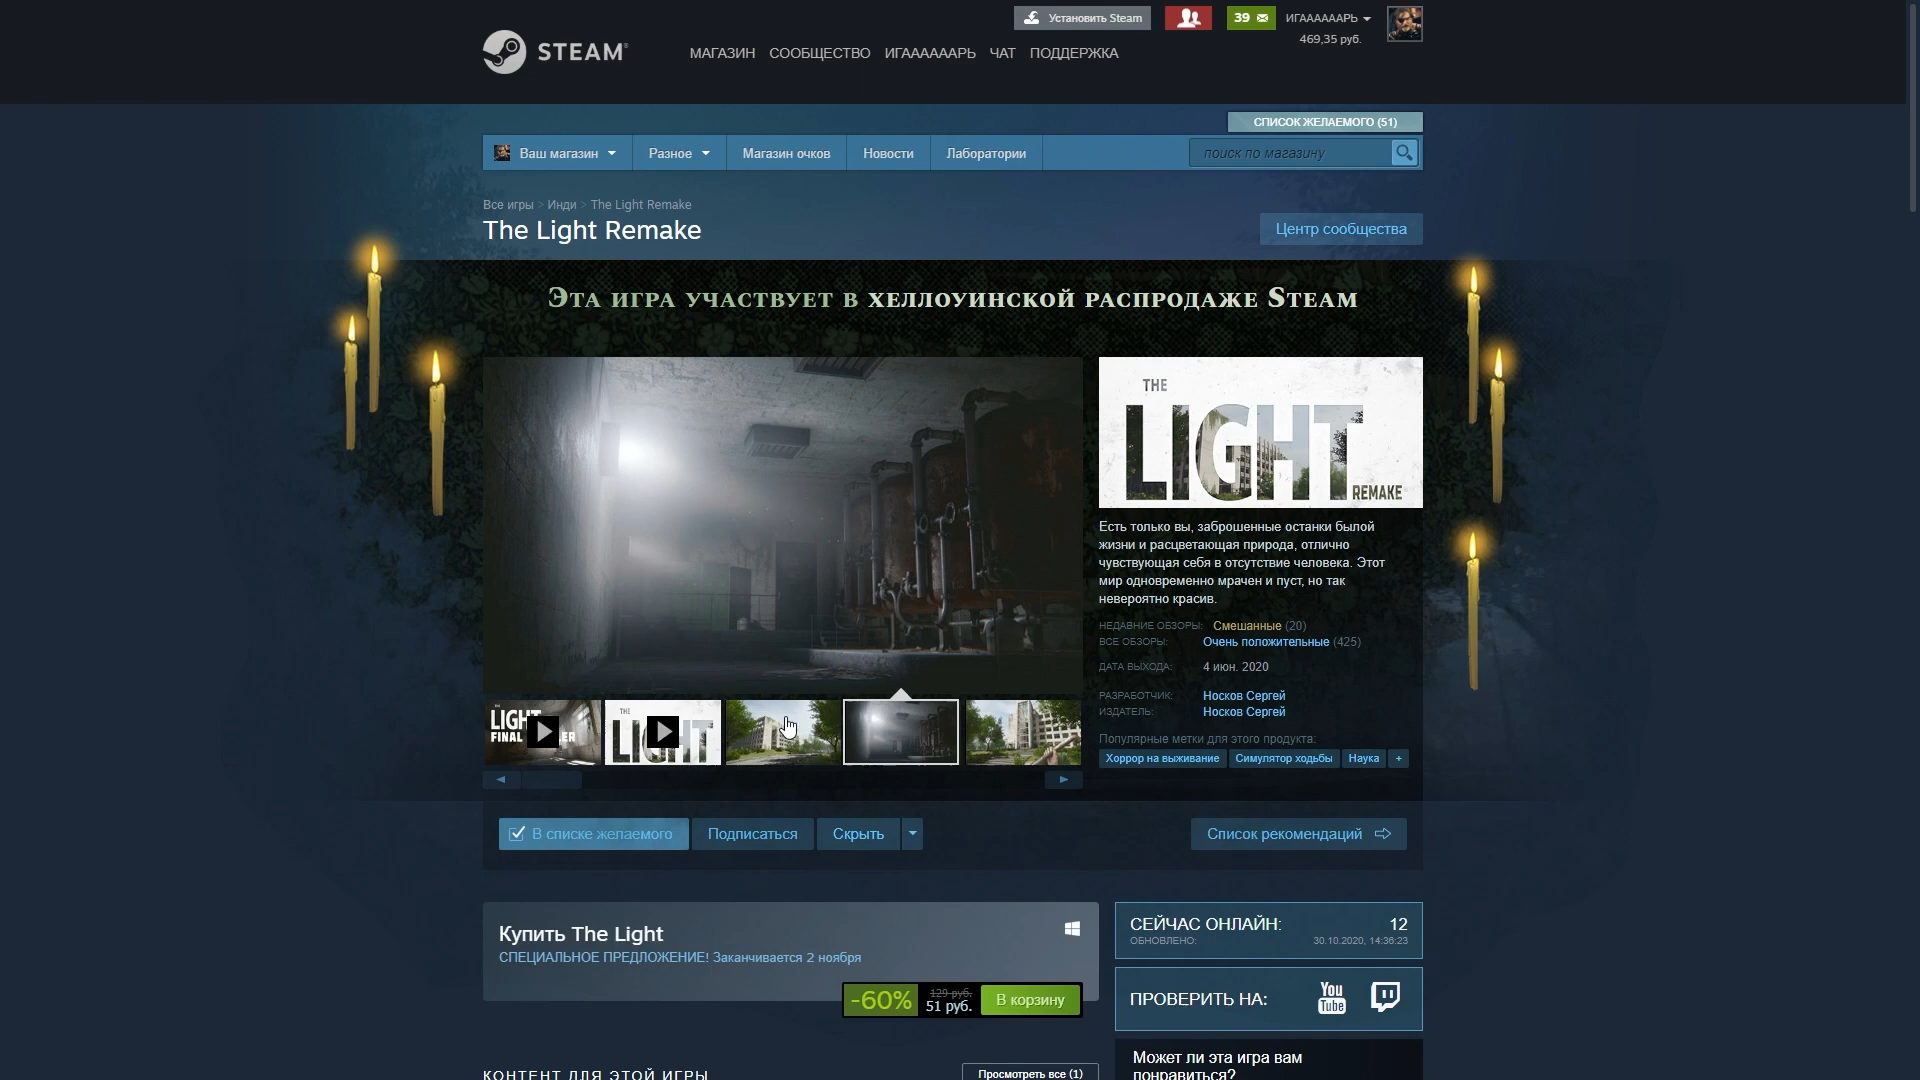 Установить Steam
39
ИГААААААРЬ
469,35 руб.
STEAM
МАГАЗИН СООБЩЕСТВО ИГААААААРЬ ЧАТ ПОДДЕРЖКА
СПИСОК ЖЕЛАЕМОГО (51)
Ваш магазин Разное Магазин очков Новости Лаборатории
поиск по магазину
Все игры > Инди > The Light Remake
The Light Remake
Центр сообщества
Эта игра участвует в хеллоуинской распродаже Steam
THE
LIGHT
REMAKE
Есть только вы, заброшенные останки былой
жизни и расцветающая природа, отлично
чувствующая себя в отсутствие человека. Этот
мир одновременно мрачен и пуст, но так
невероятно красив.
НЕДАВНИЕ ОБЗОРЫ: Смешанные (20)
ВСЕ ОБЗОРЫ: Очень положительные (425)
ДАТА ВЫХОДА: 4 июн. 2020
РАЗРАБОТЧИК: Носков Сергей
ИЗДАТЕЛЬ: Носков Сергей
Популярные метки для этого продукта:
Хоррор на выживание Симулятор ходьбы Наука +
THE
LIGHT
FINAL
THE
LIGHT
В списке желаемого Подписаться Скрыть
Список рекомендаций
Купить The Light
СПЕЦИАЛЬНОЕ ПРЕДЛОЖЕНИЕ! Заканчивается 2 ноября
-60% 129 руб. 51 руб. В корзину
СЕЙЧАС ОНЛАЙН: 12
ОБНОВЛЕНО: 30.10.2020, 14:36:23
ПРОВЕРИТЬ НА: You Tube
КОНТЕНТ ДЛЯ ЭТОЙ ИГРЫ
Просмотреть все (1)
Может ли эта игра вам
понравиться?